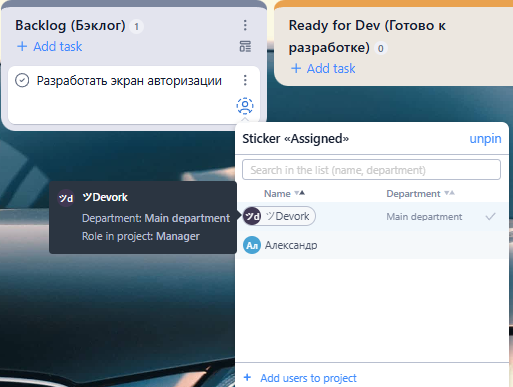 Backlog (Бэклог) 1
+ Add task
Разработать экран авторизации
Ready for Dev (Готово к
разработке) 0
+ Add task
Sticker «Assigned»
unpin
Search in the list (name, department)
Name
Department
ツd ツDevork
Main department
Ал Александр
+ Add users to project
ツd ツDevork
Department: Main department
Role in project: Manager